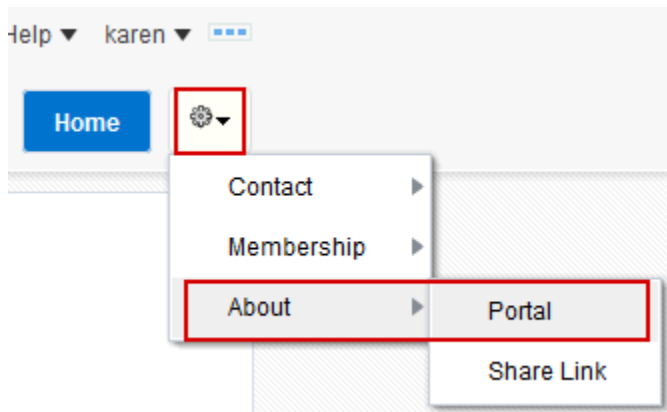 Help ▼ karen ▼
Home
Contact
Membership
About
Portal
Share Link